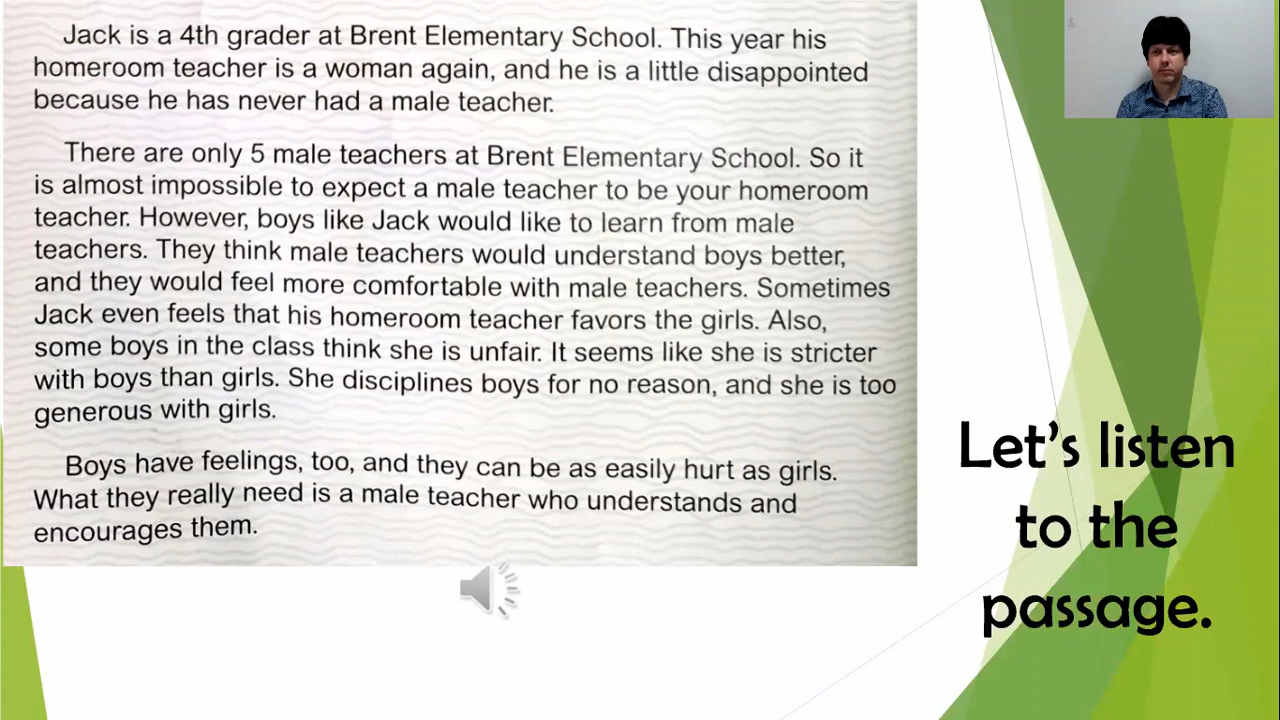 Jack is a 4th grader at Brent Elementary School. This year his
homeroom teacher is a woman again, and he is a little disappointed
because he has never had a male teacher.
There are only 5 male teachers at Brent Elementary School. So it
is almost impossible to expect a male teacher to be your homeroom
teacher. However, boys like Jack would like to learn from male
teachers. They think male teachers would understand boys better,
and they would feel more comfortable with male teachers. Sometimes
Jack even feels that his homeroom teacher favors the girls. Also,
some boys in the class think she is unfair. It seems like she is stricter
with boys than girls. She disciplines boys for no reason, and she is too
generous with girls.
Boys have feelings, too, and they can be as easily hurt as girls.
What they really need is a male teacher who understands and
encourages them.
Let's listen
to the
passage.